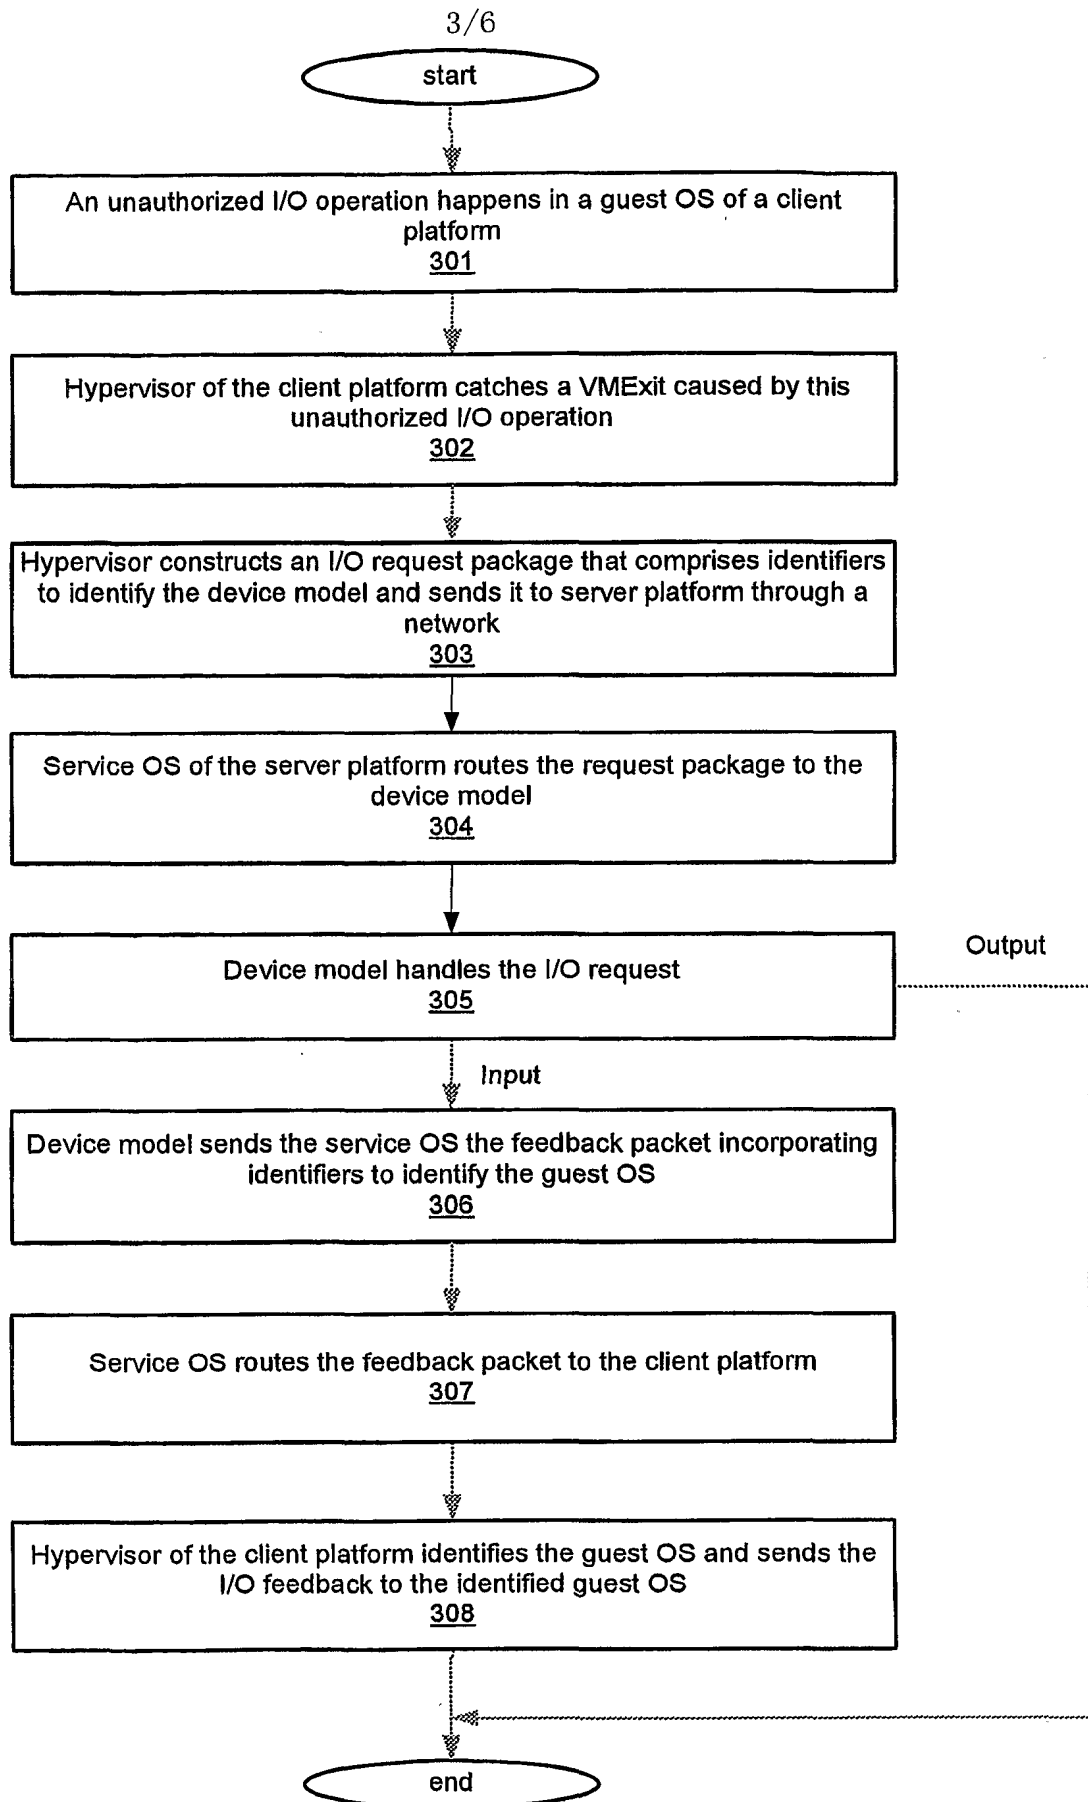 3/6
start
An unauthorized I/O operation happens in a guest OS of a client
platform
301
Hypervisor of the client platform catches a VMExit caused by this
unauthorized I/O operation
302
Hypervisor constructs an I/O request package that comprises identifiers
to identify the device model and sends it to server platform through a
network
303
Service OS of the server platform routes the request package to the
device model
304
Device model handles the I/O request
305
Output
Input
Device model sends the service OS the feedback packet incorporating
identifiers to identify the guest OS
306
Service OS routes the feedback packet to the client platform
307
Hypervisor of the client platform identifies the guest OS and sends the
I/O feedback to the identified guest OS
308
end